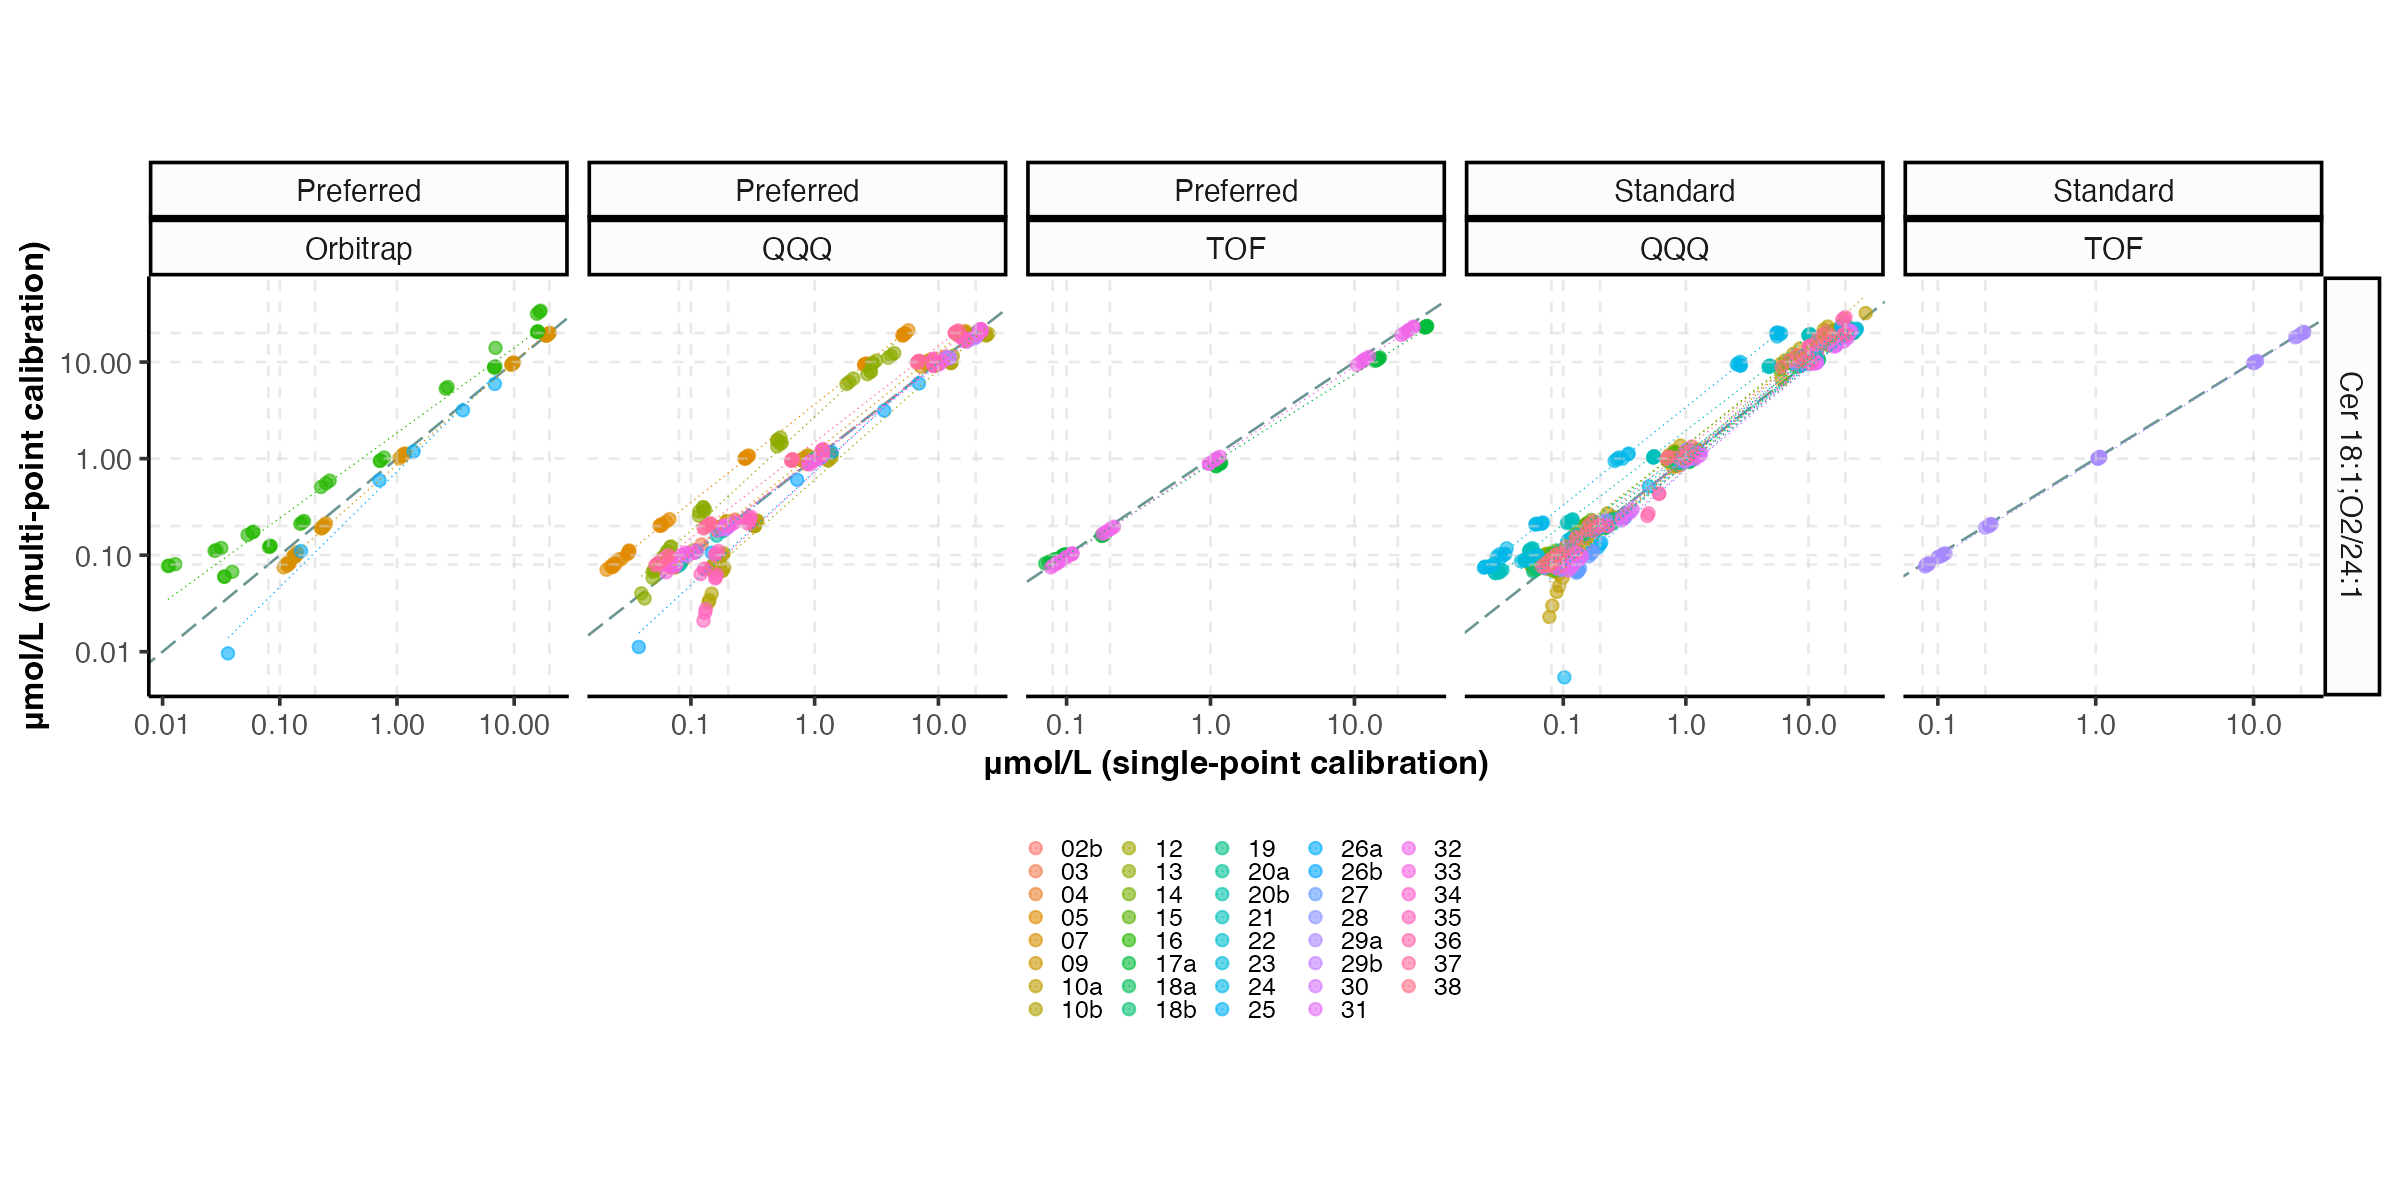 Preferred Preferred Preferred Standard Standard
Orbitrap QQQ TOF QQQ TOF
µmol/L (multi-point calibration)
10.00
1.00
0.10
0.01
Cer 18:1;O2/24:1
0.01 0.10 1.00 10.00 0.1 1.0 10.0 0.1 1.0 10.0 0.1 1.0 10.0 0.1 1.0 10.0
µmol/L (single-point calibration)
02b 12 19 26a 32
03 13 20a 26b 33
04 14 20b 27 34
05 15 21 28 35
07 16 22 29a 36
09 17a 23 29b 37
10a 18a 24 30 38
10b 18b 25 31